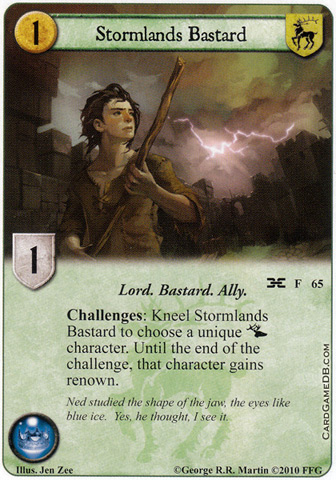 1
Stormlands Bastard
1
Lord. Bastard. Ally.
F 65
Challenges: Kneel Stormlands
Bastard to choose a unique
character. Until the end of the
challenge, that character gains
renown.
Ned studied the shape of the jaw, the eyes like
blue ice. Yes, he thought, I see it.
CARDGAMEDB.COM
Illus. Jen Zee
©George R.R. Martin ©2010 FFG